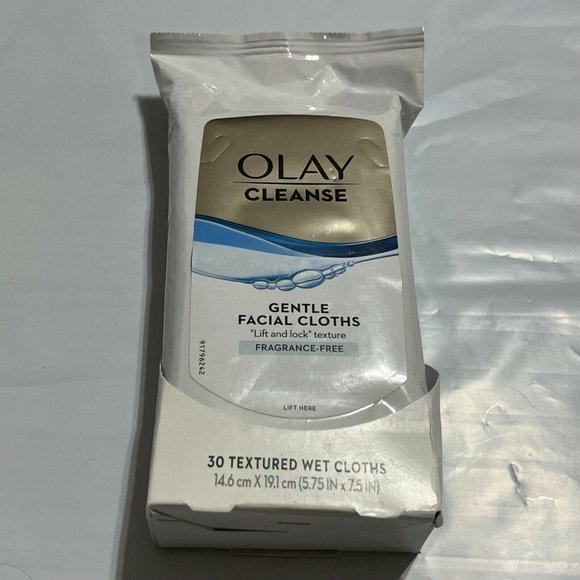 OLAY
CLEANSE
GENTLE
FACIAL CLOTHS
"Lift and lock" texture
FRAGRANCE-FREE
91796242
LIFT HERE
30 TEXTURED WET CLOTHS
14.6 cm X 19.1 cm (5.75 IN x 7.5 IN)